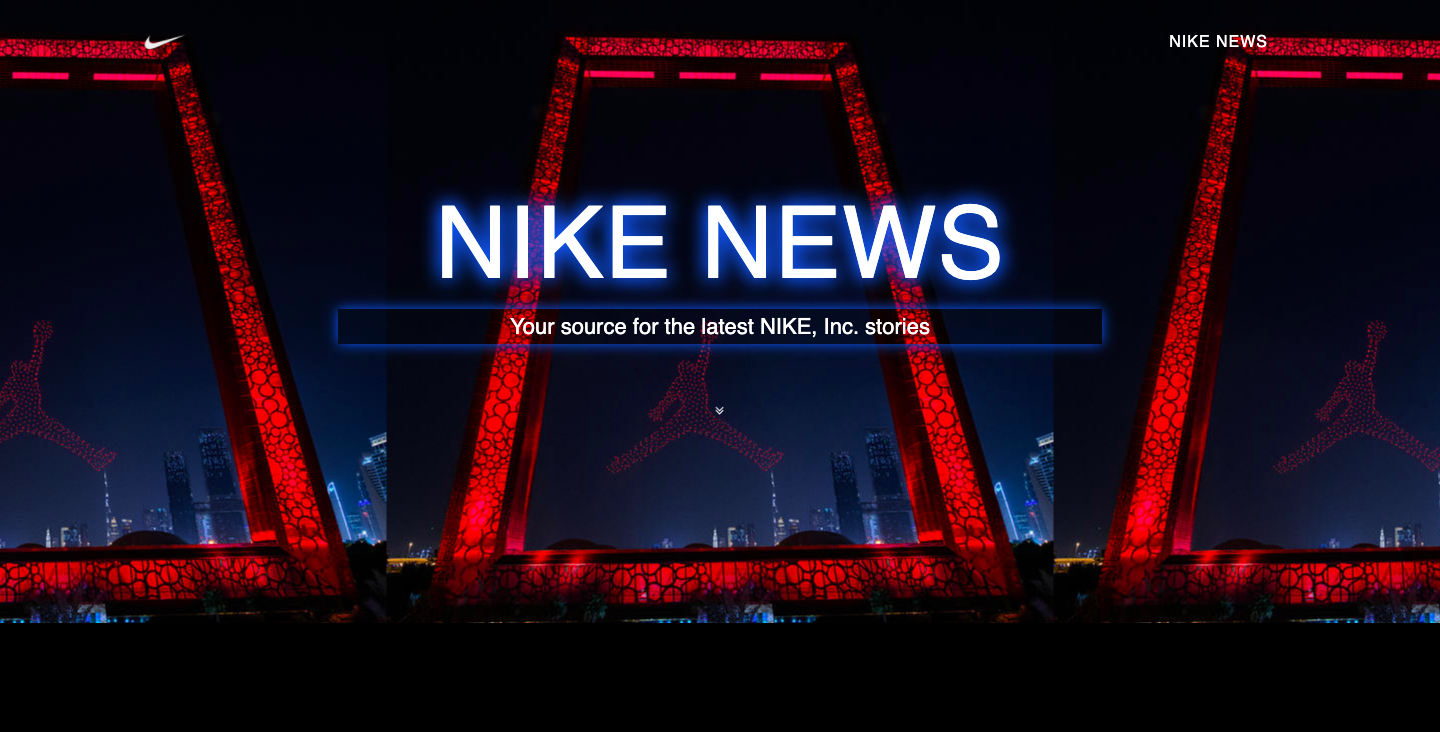 NIKE NEWS
NIKE NEWS
Your source for the latest NIKE, Inc. stories